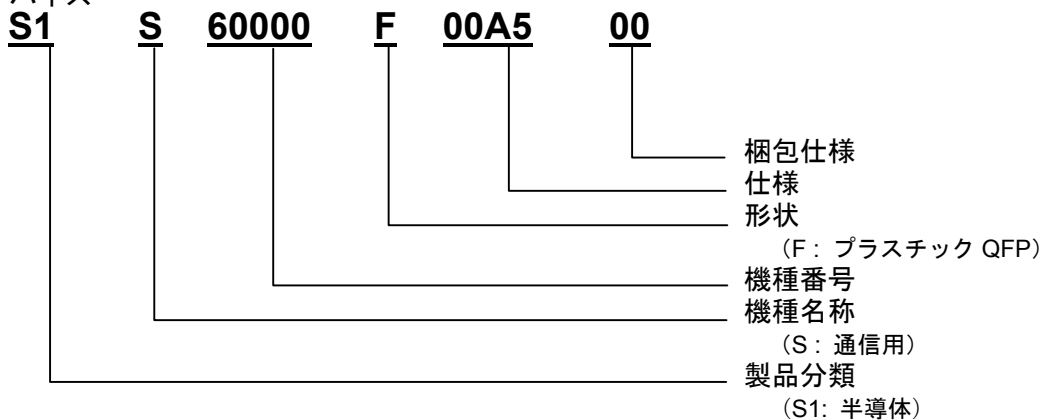 S1 S 60000 F 00A5 00
梱包仕様
仕様
形状
（F : プラスチック QFP）
機種番号
機種名称
（S : 通信用）
製品分類
（S1: 半導体）